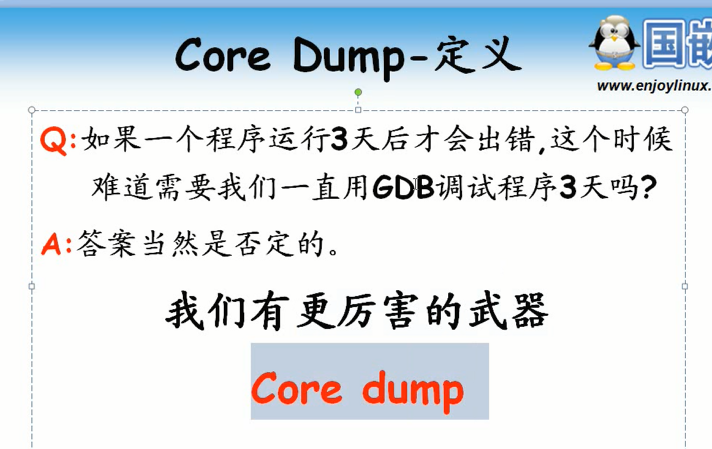 Core Dump-定义
国嵌
www.enjoylinux.
Q:如果一个程序运行3天后才会出错,这个时候
难道需要我们一直用GDB调试程序3天吗?
A:答案当然是否定的。
我们有更厉害的武器
Core dump